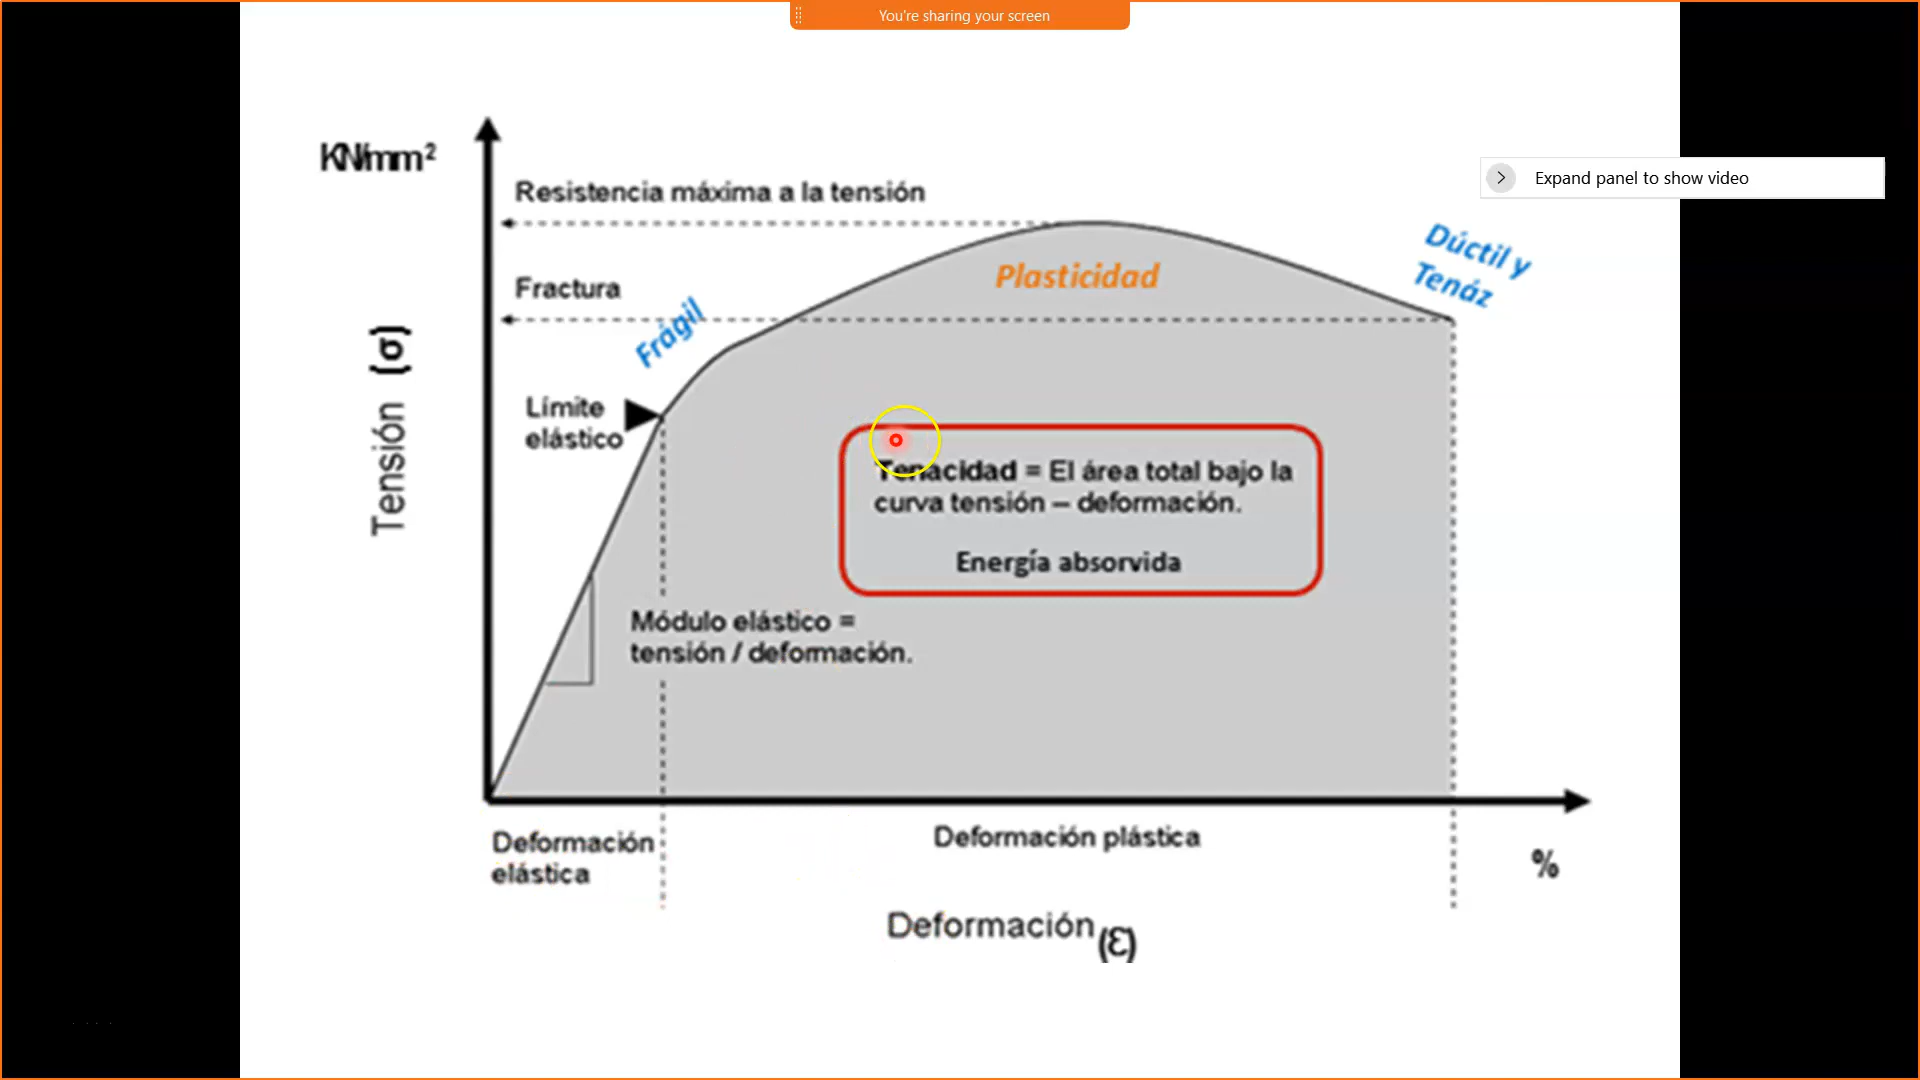 You're sharing your screen
KN/mm²
Expand panel to show video
Resistencia máxima a la tensión
Dúctil y
Tenáz
Plasticidad
Fractura
Frágil
Tensión (σ)
Límite
elástico
Tenacidad = El área total bajo la
curva tensión – deformación.
Energía absorvida
Módulo elástico =
tensión / deformación.
Deformación
elástica
Deformación plástica
%
Deformación (ε)